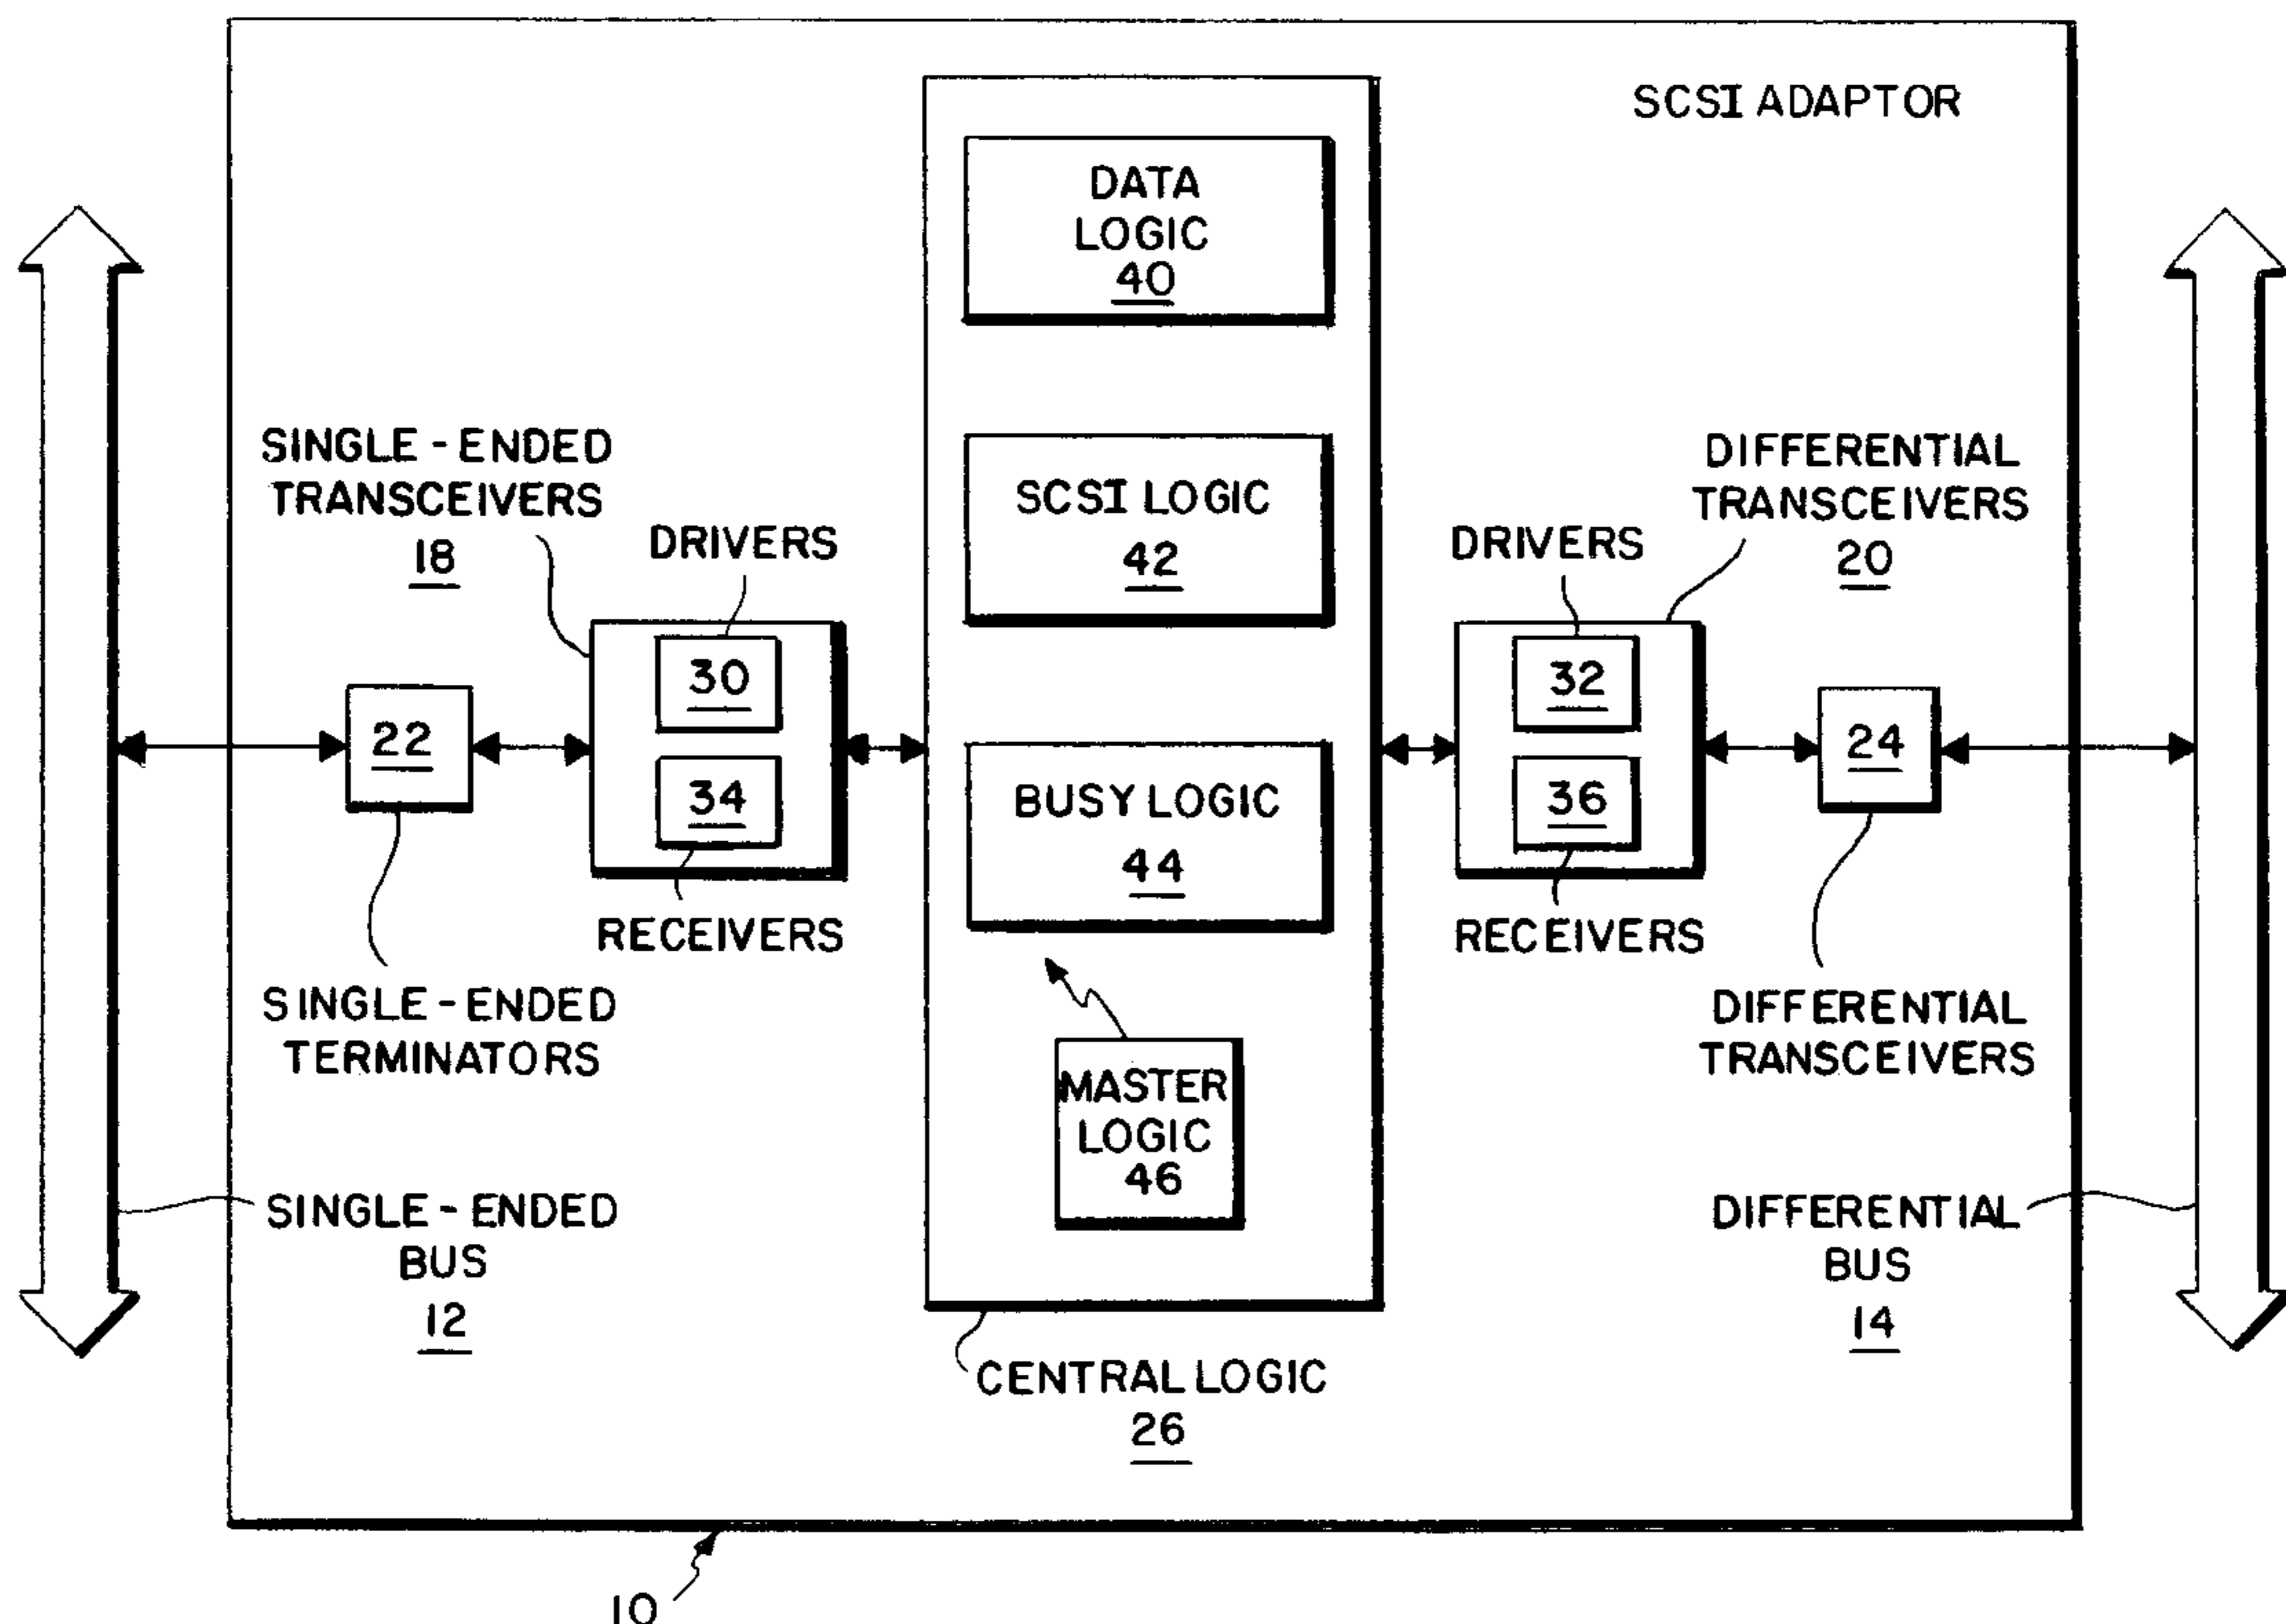 SCSI ADAPTOR
DATA
LOGIC
40
SINGLE-ENDED
TRANSCEIVERS
18
DRIVERS
30
34
RECEIVERS
22
SINGLE-ENDED
TERMINATORS
SINGLE-ENDED
BUS
12
SCSI LOGIC
42
BUSY LOGIC
44
MASTER
LOGIC
46
CENTRAL LOGIC
26
DIFFERENTIAL
TRANSCEIVERS
20
DRIVERS
32
36
RECEIVERS
24
DIFFERENTIAL
TRANSCEIVERS
DIFFERENTIAL
BUS
14
10